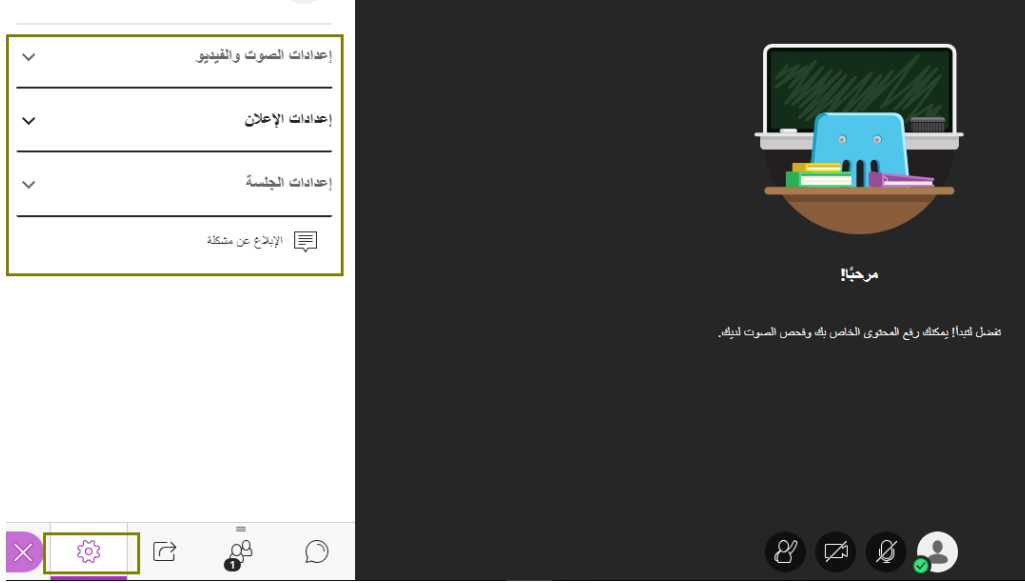 إعدادات الصوت والفيديو
إعدادات الإعلان
إعدادات الجلسة
الإبلاغ عن مشكلة
مرحبًا!
تفضل لتبدأ! يمكنك رفع المحتوى الخاص بك وفحص الصوت لديك.
1